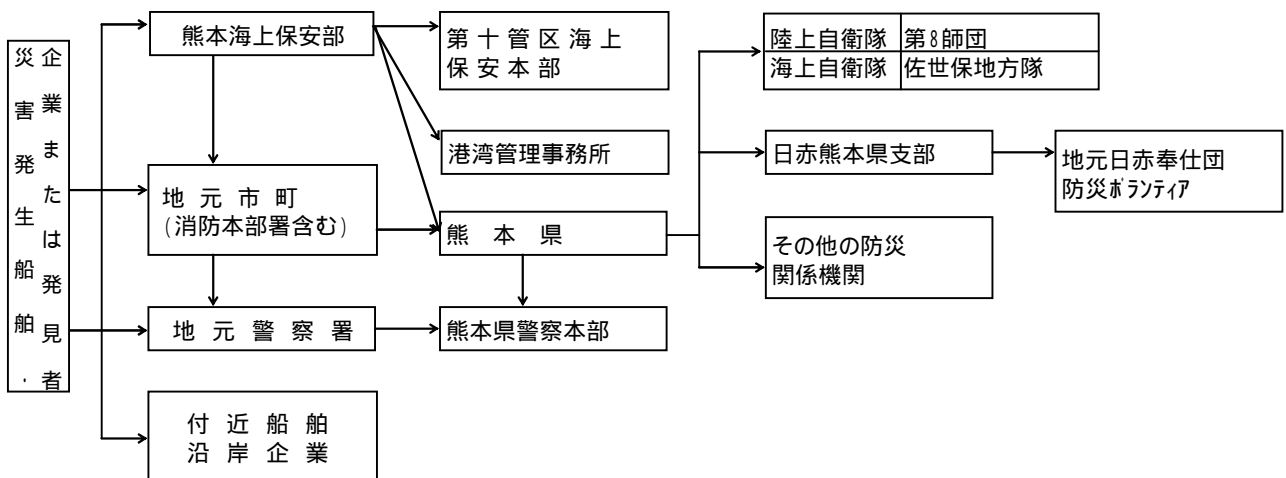 災害発生船舶・
企業または発見者
熊本海上保安部
地元市町
(消防本部署含む)
地元警察署
付近船舶
沿岸企業
第十管区海上
保安本部
港湾管理事務所
熊本県
熊本県警察本部
陸上自衛隊 第8師団
海上自衛隊 佐世保地方隊
日赤熊本県支部
その他の防災
関係機関
地元日赤奉仕団
防災ﾎﾞﾗﾝﾃｨｱ